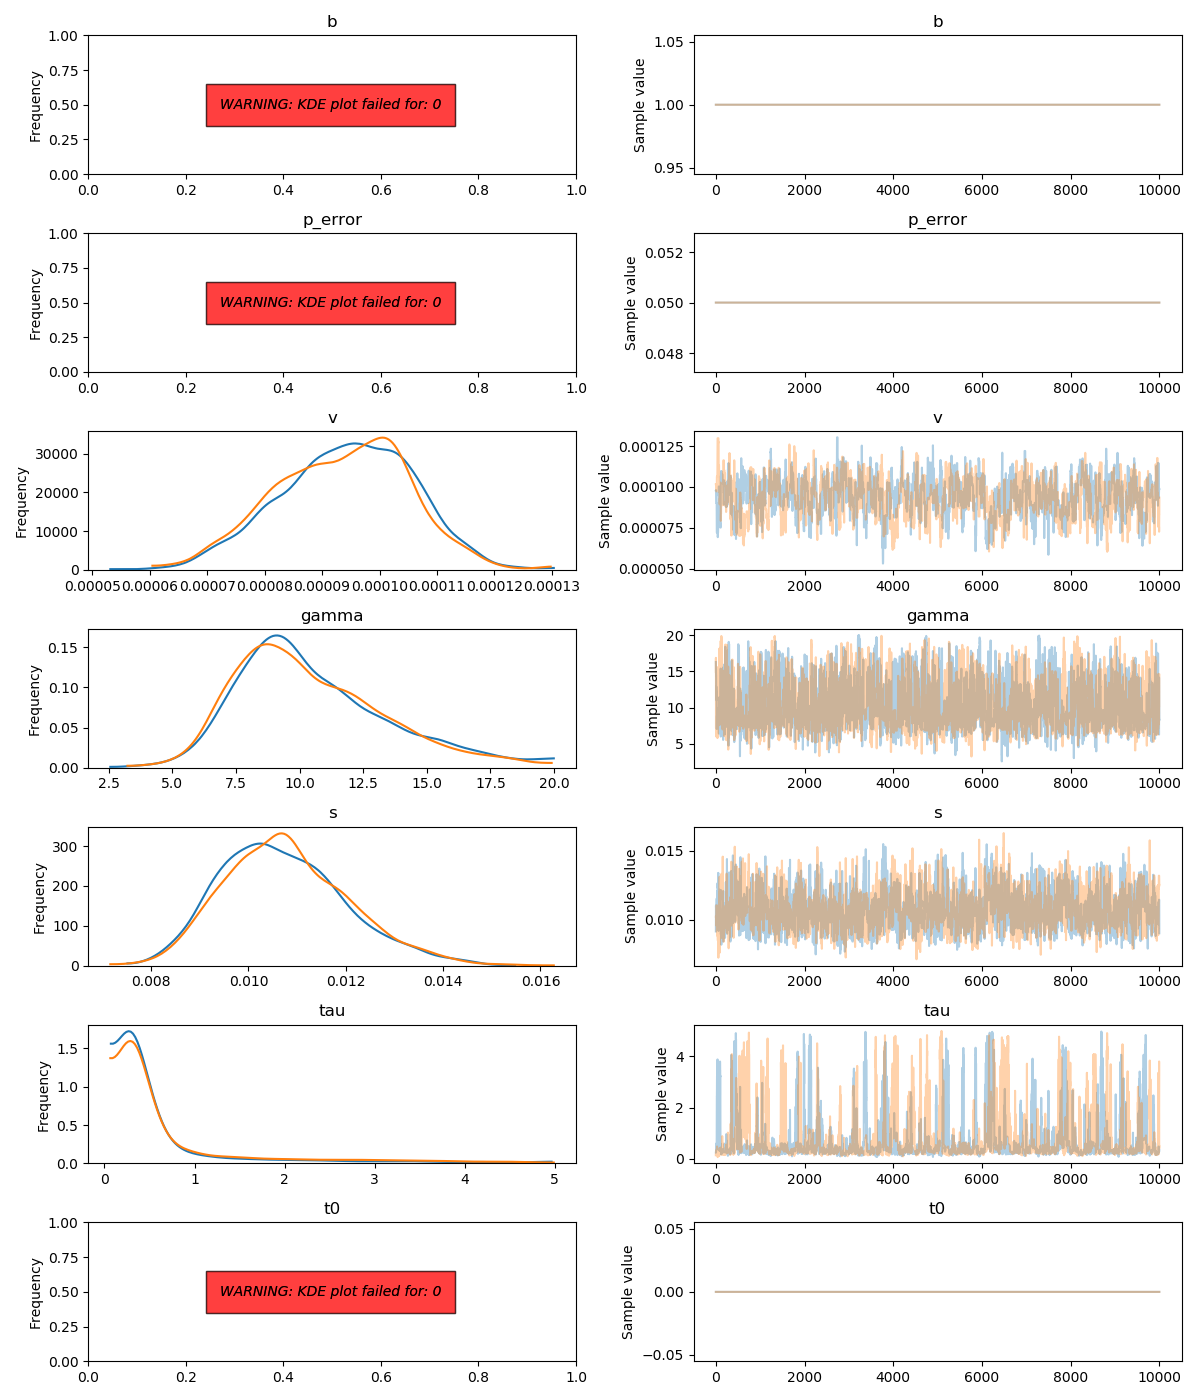 b
1.00
0.75
0.50
0.25
0.00
Frequency
WARNING: KDE plot failed for: 0
0.0 0.2 0.4 0.6 0.8 1.0
b
1.05
1.00
0.95
Sample value
0 2000 4000 6000 8000 10000
p_error
1.00
0.75
0.50
0.25
0.00
Frequency
WARNING: KDE plot failed for: 0
0.0 0.2 0.4 0.6 0.8 1.0
p_error
0.052
0.050
0.048
Sample value
0 2000 4000 6000 8000 10000
v
30000
20000
10000
0
Frequency
0.00005 0.00006 0.00007 0.00008 0.00009 0.00010 0.00011 0.00012 0.00013
v
0.000125
0.000100
0.000075
0.000050
Sample value
0 2000 4000 6000 8000 10000
gamma
0.15
0.10
0.05
0.00
Frequency
2.5 5.0 7.5 10.0 12.5 15.0 17.5 20.0
gamma
20
15
10
5
Sample value
0 2000 4000 6000 8000 10000
s
300
200
100
0
Frequency
0.008 0.010 0.012 0.014 0.016
s
0.015
0.010
Sample value
0 2000 4000 6000 8000 10000
tau
1.5
1.0
0.5
0.0
Frequency
0 1 2 3 4 5
tau
4
2
0
Sample value
0 2000 4000 6000 8000 10000
t0
1.00
0.75
0.50
0.25
0.00
Frequency
WARNING: KDE plot failed for: 0
0.0 0.2 0.4 0.6 0.8 1.0
t0
0.05
0.00
−0.05
Sample value
0 2000 4000 6000 8000 10000